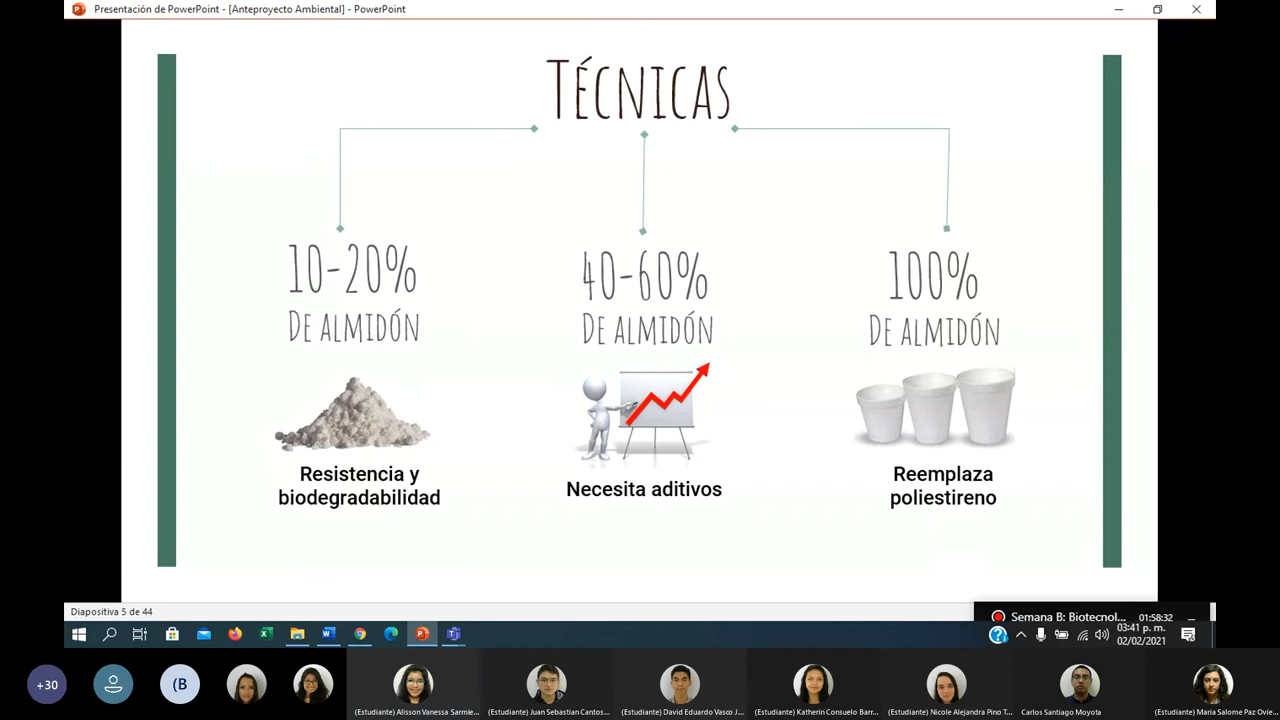 Presentación de PowerPoint - [Anteproyecto Ambiental] - PowerPoint
TÉCNICAS
10-20%
DE ALMIDÓN
40-60%
DE ALMIDÓN
100%
DE ALMIDÓN
Resistencia y
biodegradabilidad
Necesita aditivos
Reemplaza
poliestireno
Diapositiva 5 de 44
Semana B: Biotecnol... 01:58:32
03:41 p. m.
02/02/2021
+30
(B
(Estudiante) Alisson Vanessa Sarmie...
(Estudiante) Juan Sebastian Cantos...
(Estudiante) David Eduardo Vasco J...
(Estudiante) Katherin Consuelo Barr...
(Estudiante) Nicole Alejandra Pino T...
Carlos Santiago Moyota
(Estudiante) Maria Salome Paz Ovie...